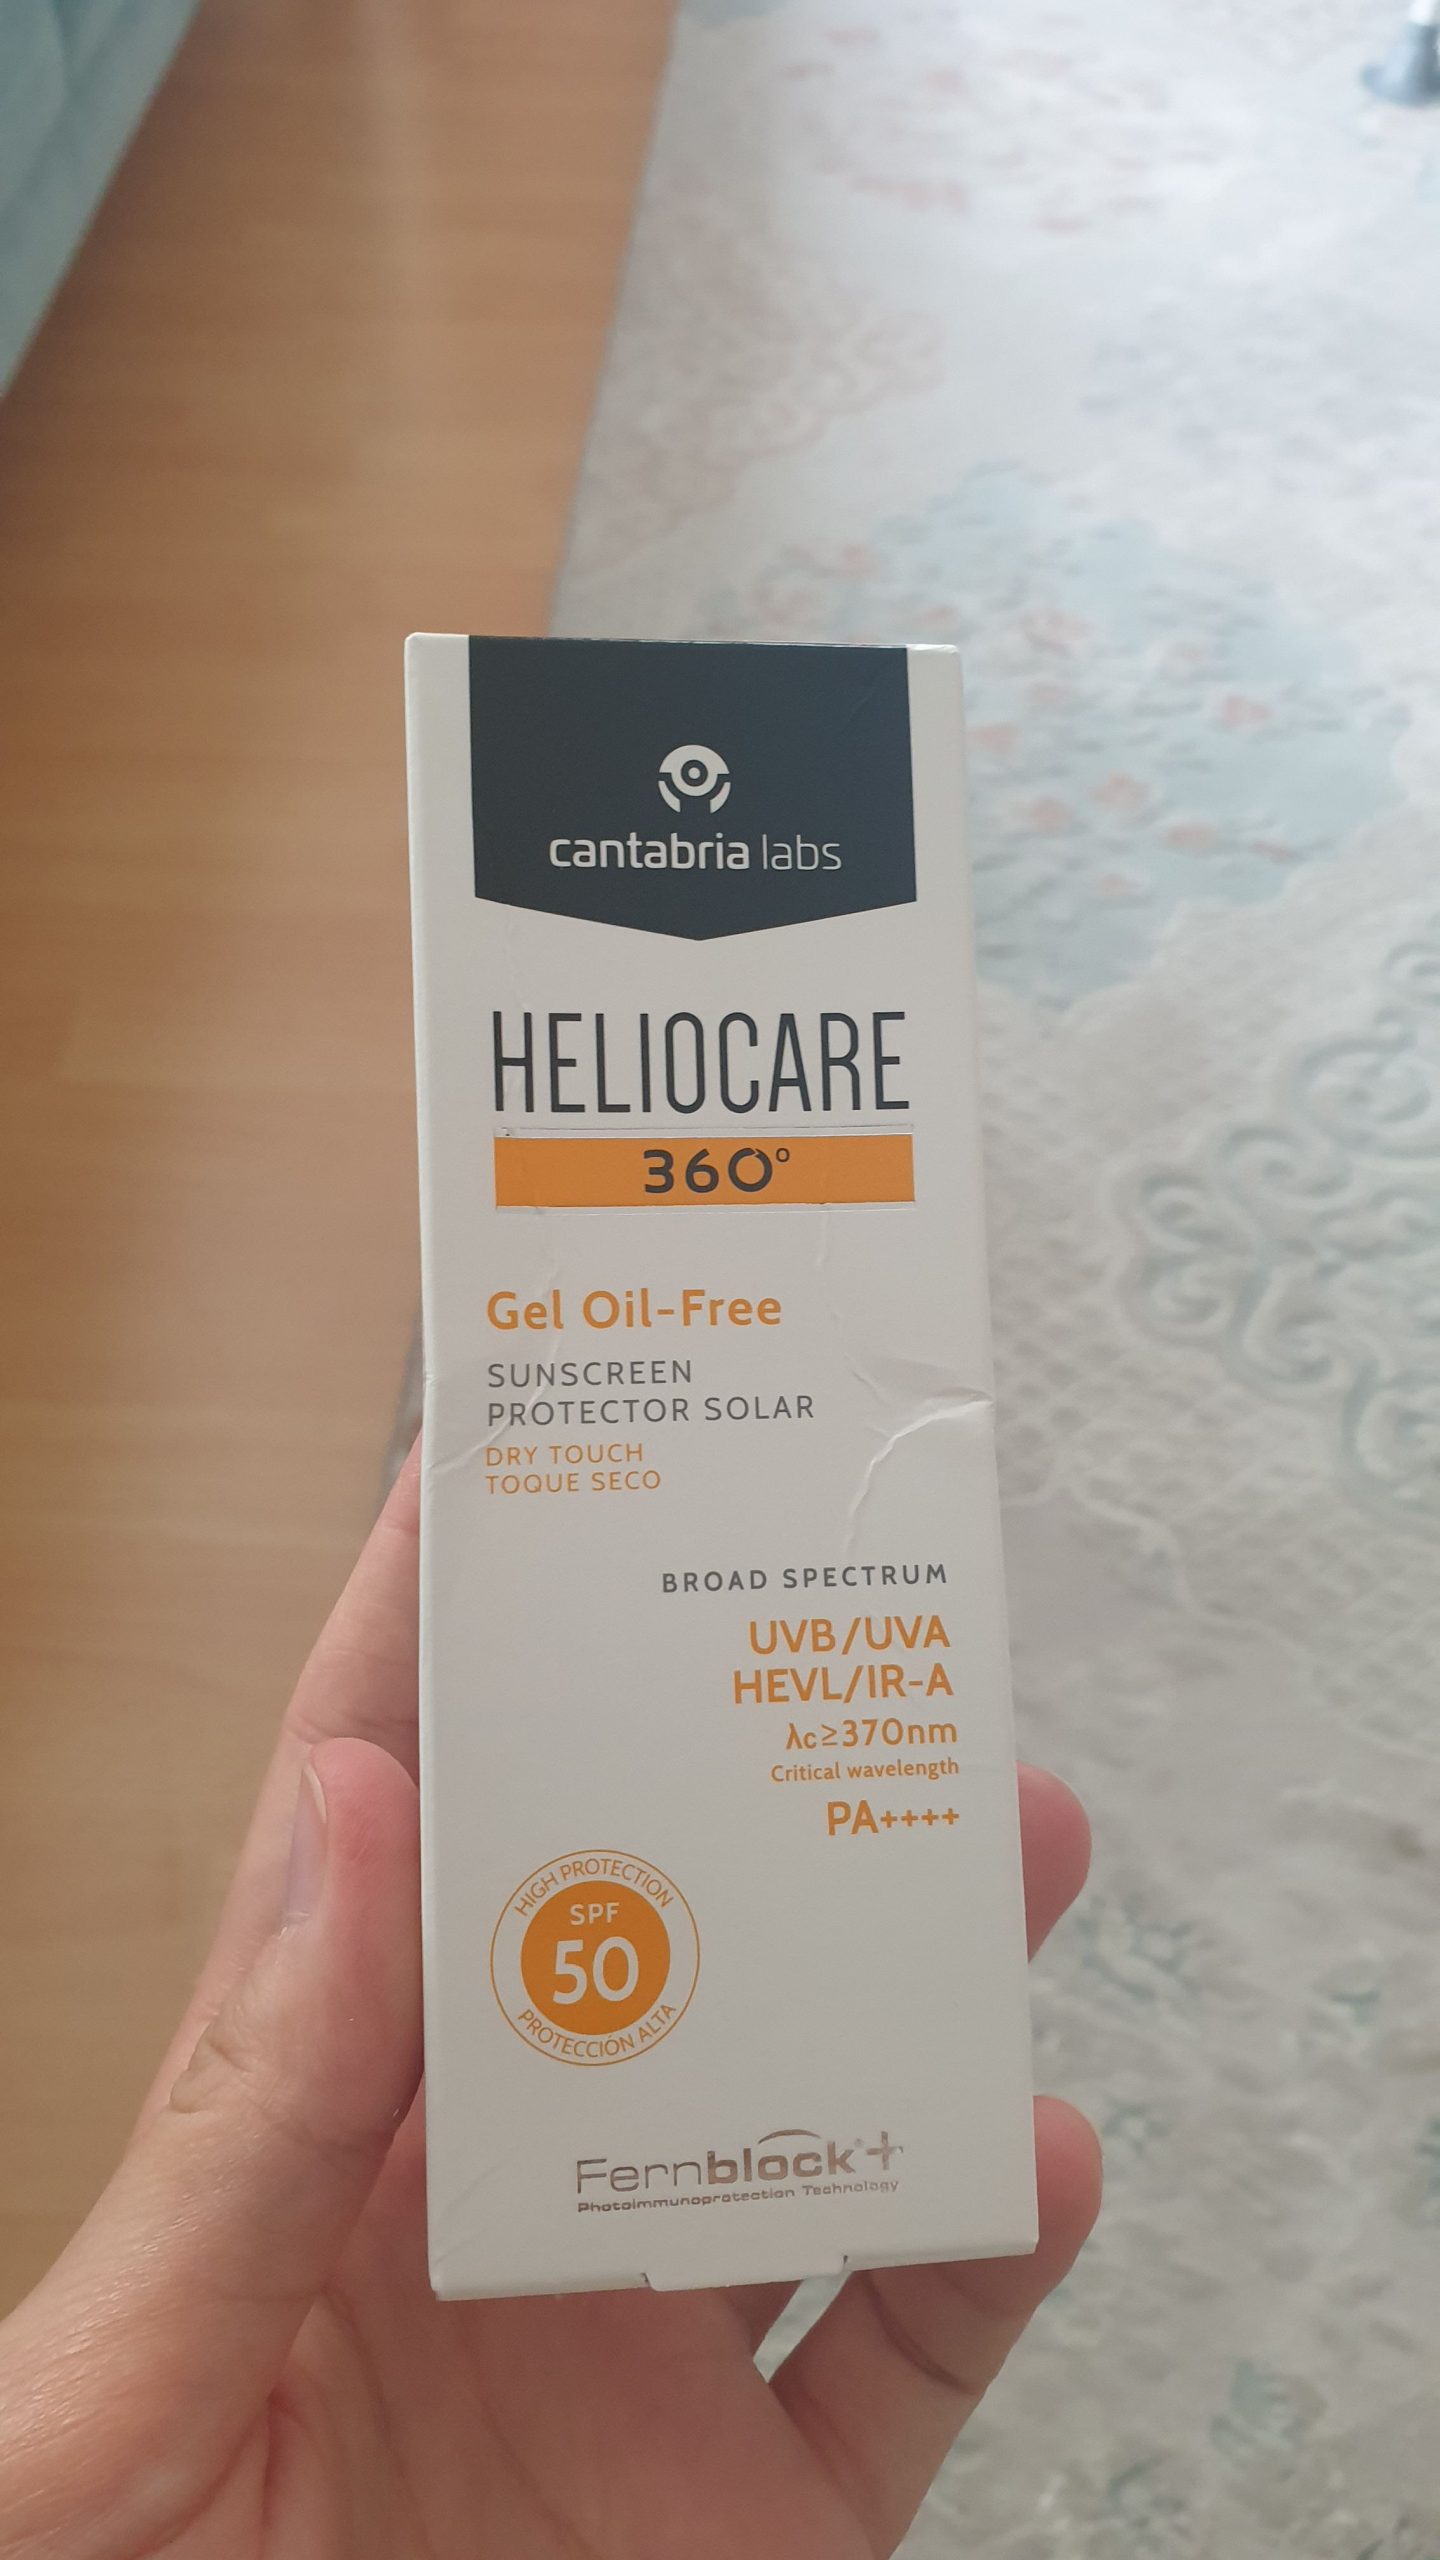 cantabria labs
HELIOCARE
360°
Gel Oil-Free
SUNSCREEN
PROTECTOR SOLAR
DRY TOUCH
TOQUE SECO
BROAD SPECTRUM
UVB/UVA
HEVL/IR-A
λc≥370nm
Critical wavelength
PA++++
HIGH PROTECTION
SPF
50
PROTECCIÓN ALTA
Fernblock®+
Photoimmunoprotection Technology